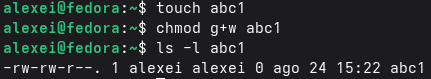 alexei@fedora:~$ touch abc1
alexei@fedora:~$ chmod g+w abc1
alexei@fedora:~$ ls -l abc1
-rw-rw-r--. 1 alexei alexei 0 ago 24 15:22 abc1